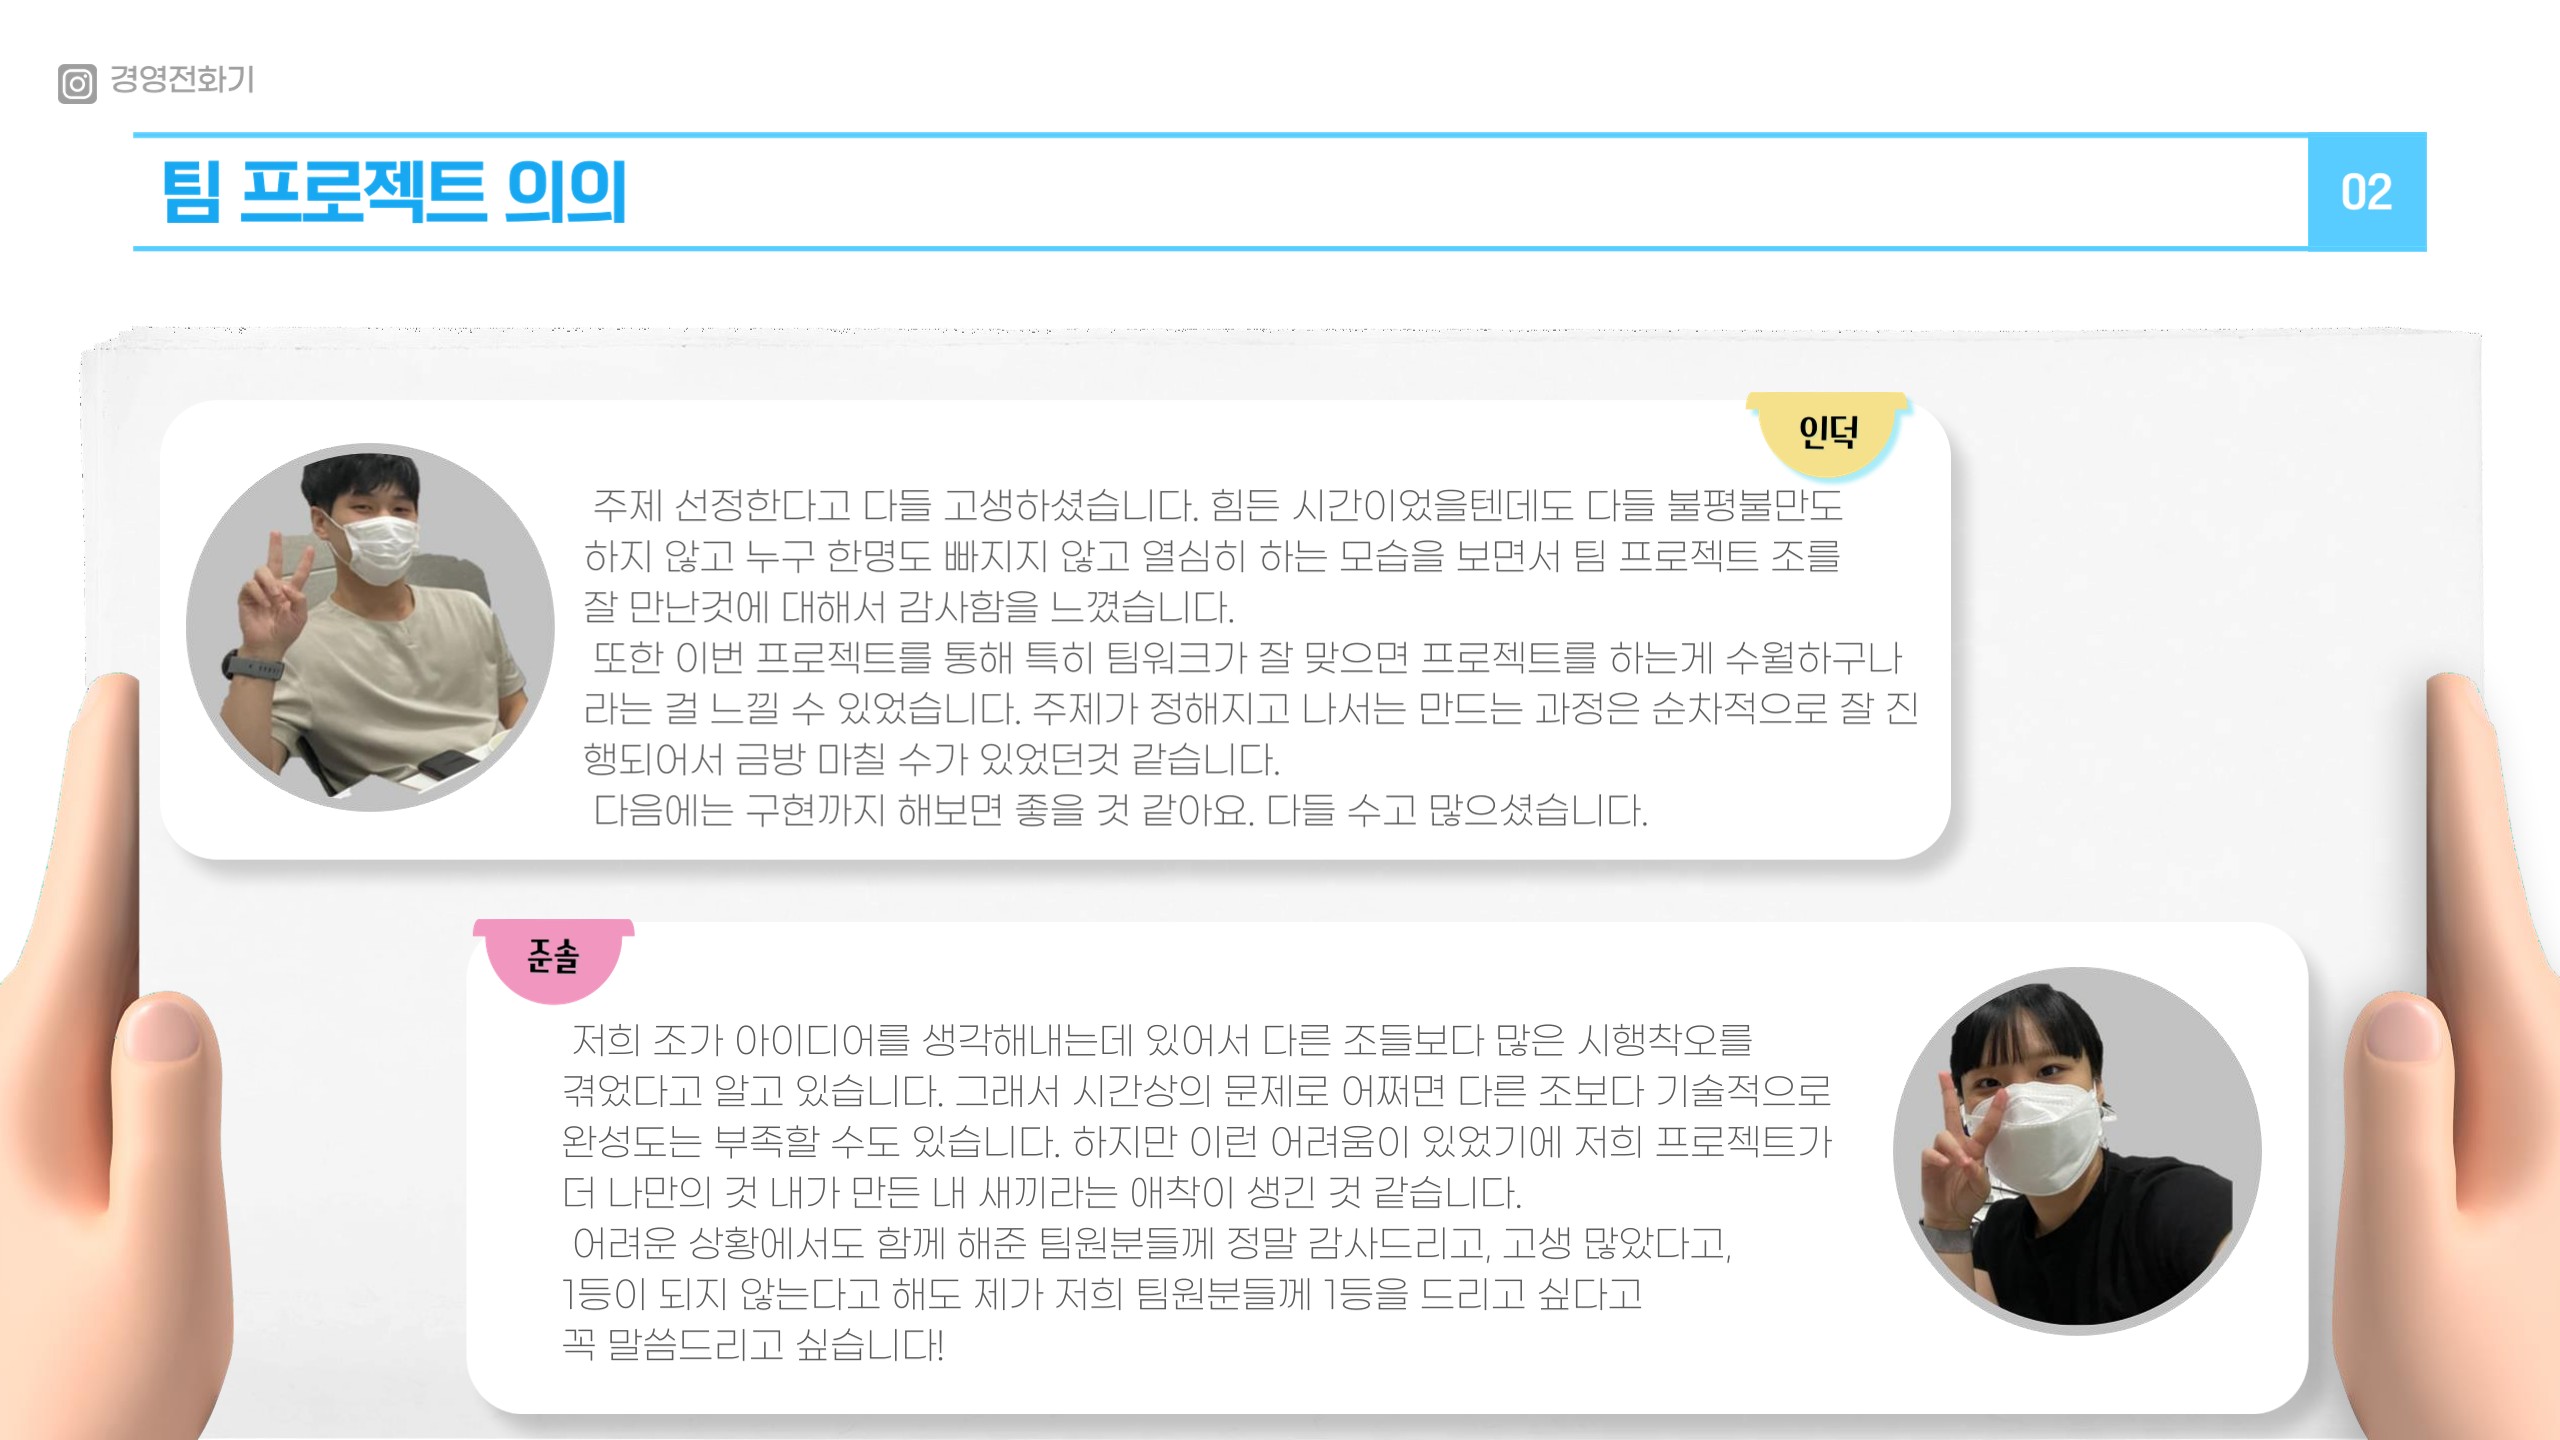 경영전화기
팀 프로젝트 의의
02
인덕
주제 선정한다고 다들 고생하셨습니다. 힘든 시간이었을텐데도 다들 불평불만도
하지 않고 누구 한명도 빠지지 않고 열심히 하는 모습을 보면서 팀 프로젝트 조를
잘 만난것에 대해서 감사함을 느꼈습니다.
또한 이번 프로젝트를 통해 특히 팀워크가 잘 맞으면 프로젝트를 하는게 수월하구나
라는 걸 느낄 수 있었습니다. 주제가 정해지고 나서는 만드는 과정은 순차적으로 잘 진
행되어서 금방 마칠 수가 있었던것 같습니다.
다음에는 구현까지 해보면 좋을 것 같아요. 다들 수고 많으셨습니다.
준솔
저희 조가 아이디어를 생각해내는데 있어서 다른 조들보다 많은 시행착오를
겪었다고 알고 있습니다. 그래서 시간상의 문제로 어쩌면 다른 조보다 기술적으로
완성도는 부족할 수도 있습니다. 하지만 이런 어려움이 있었기에 저희 프로젝트가
더 나만의 것 내가 만든 내 새끼라는 애착이 생긴 것 같습니다.
어려운 상황에서도 함께 해준 팀원분들께 정말 감사드리고, 고생 많았다고,
1등이 되지 않는다고 해도 제가 저희 팀원분들께 1등을 드리고 싶다고
꼭 말씀드리고 싶습니다!